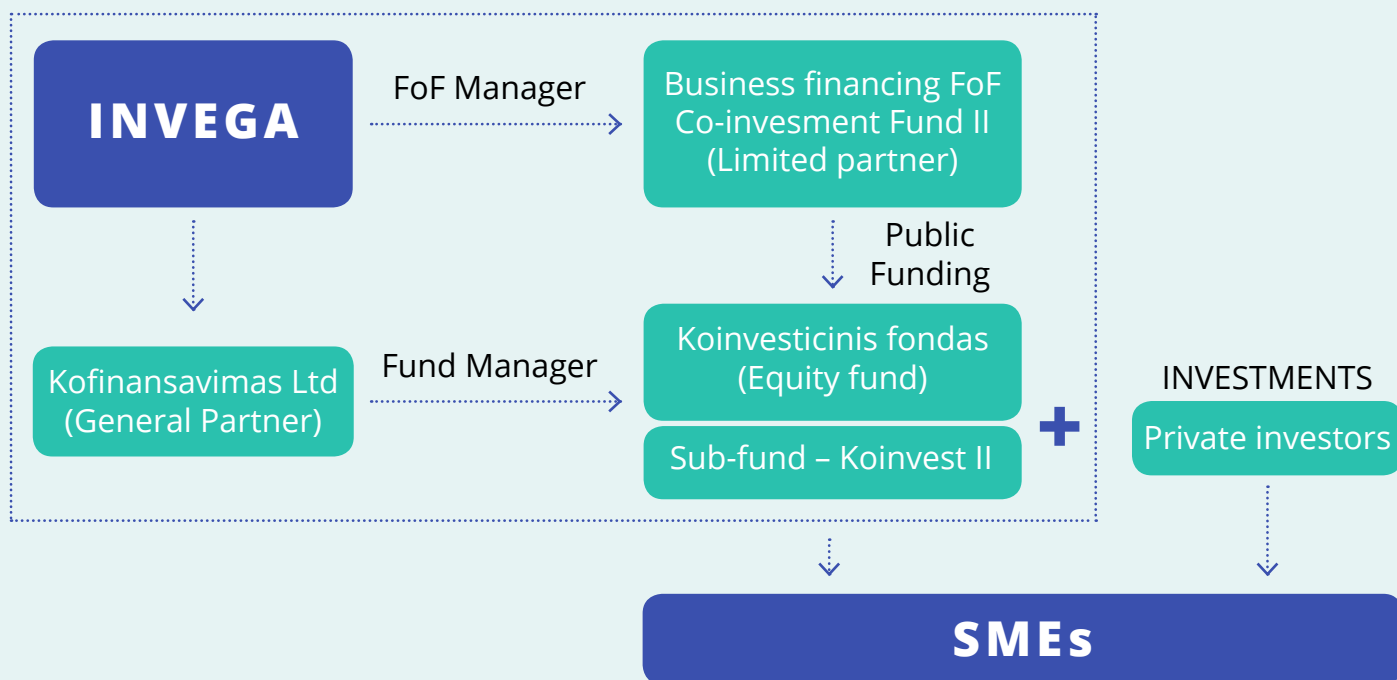 INVEGA
FoF Manager
Business financing FoF
Co-invesment Fund II
(Limited partner)
Public
Funding
Kofinansavimas Ltd
(General Partner)
Fund Manager
Koinvesticinis fondas
(Equity fund)
Sub-fund – Koinvest II
+
INVESTMENTS
Private investors
SMEs